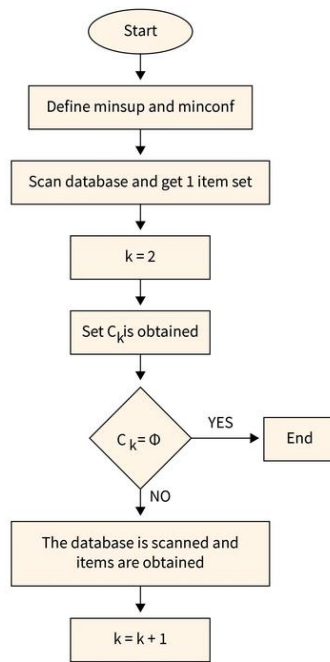 Start
Define minsup and minconf
Scan database and get 1 item set
k = 2
Set Cₖis obtained
Cₖ= Φ
YES
End
NO
The database is scanned and
items are obtained
k = k + 1